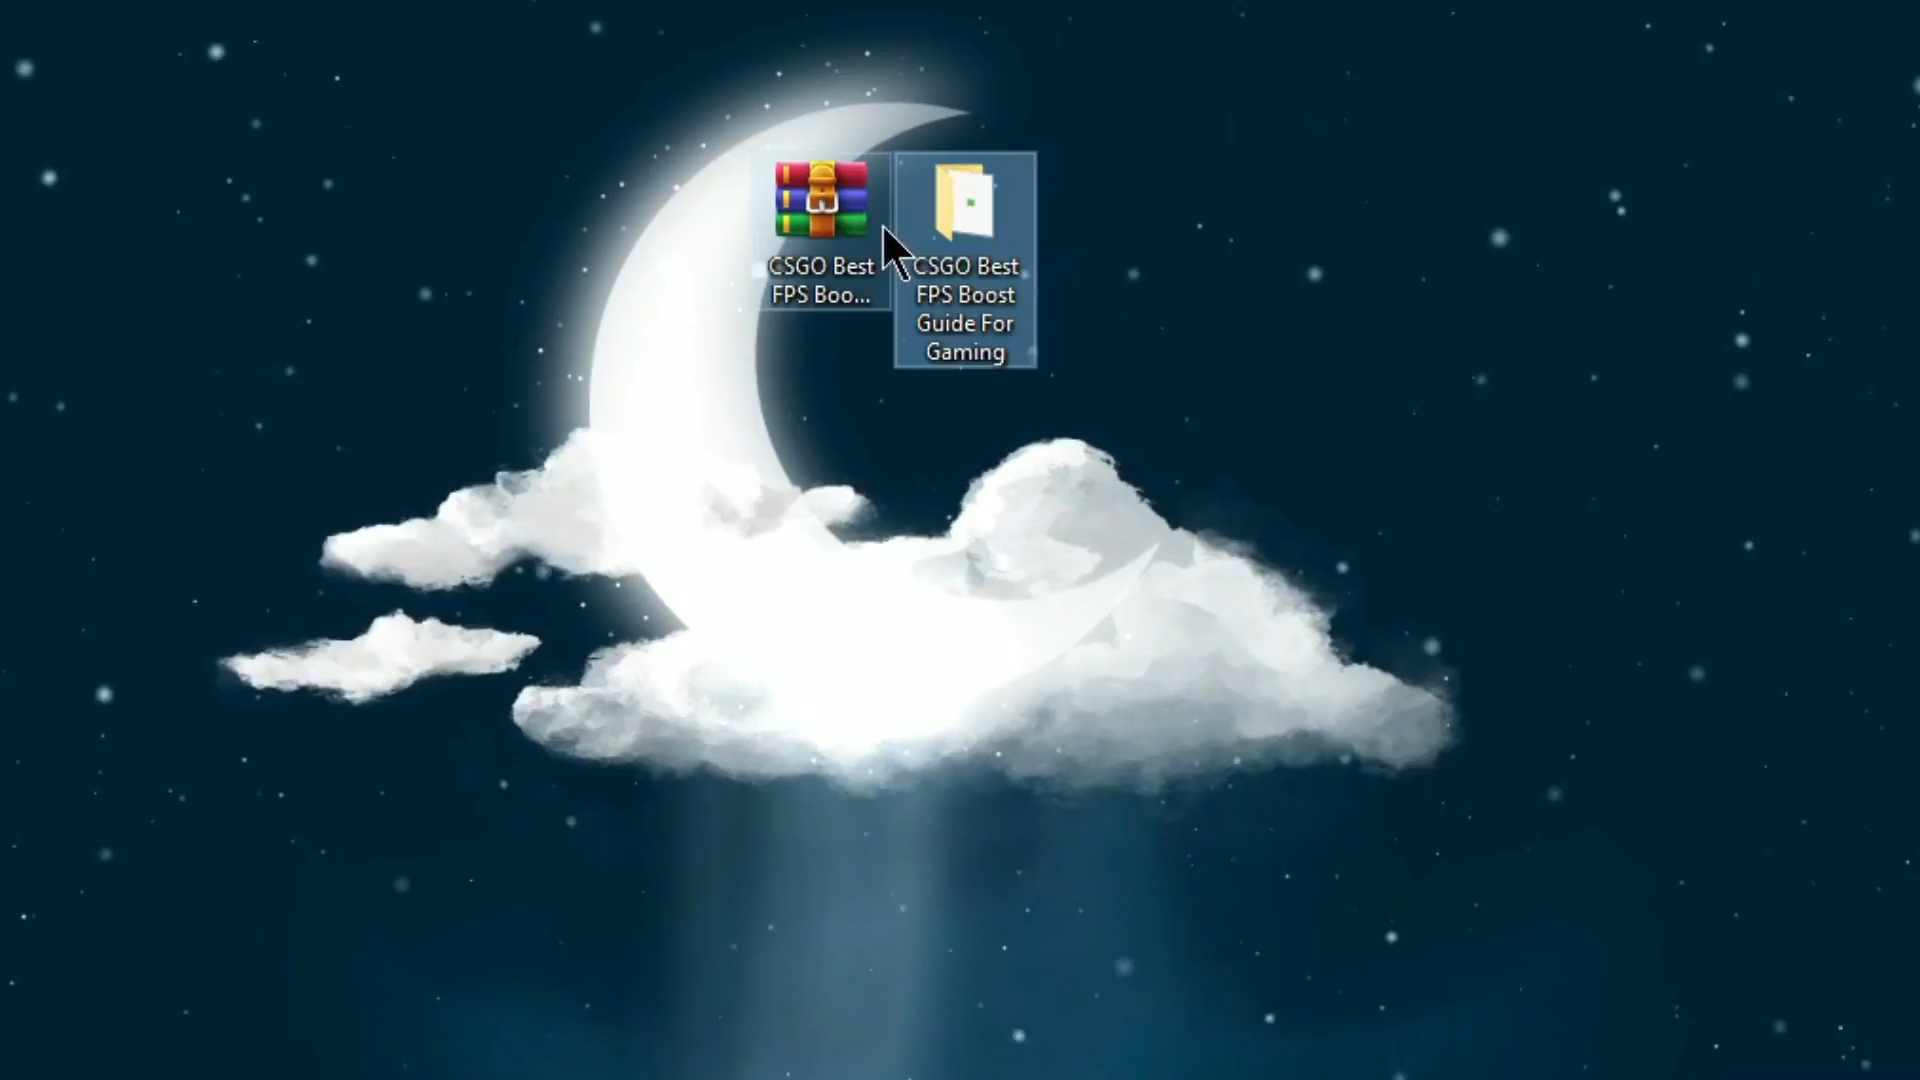 CSGO Best
FPS Boo...
CSGO Best
FPS Boost
Guide For
Gaming